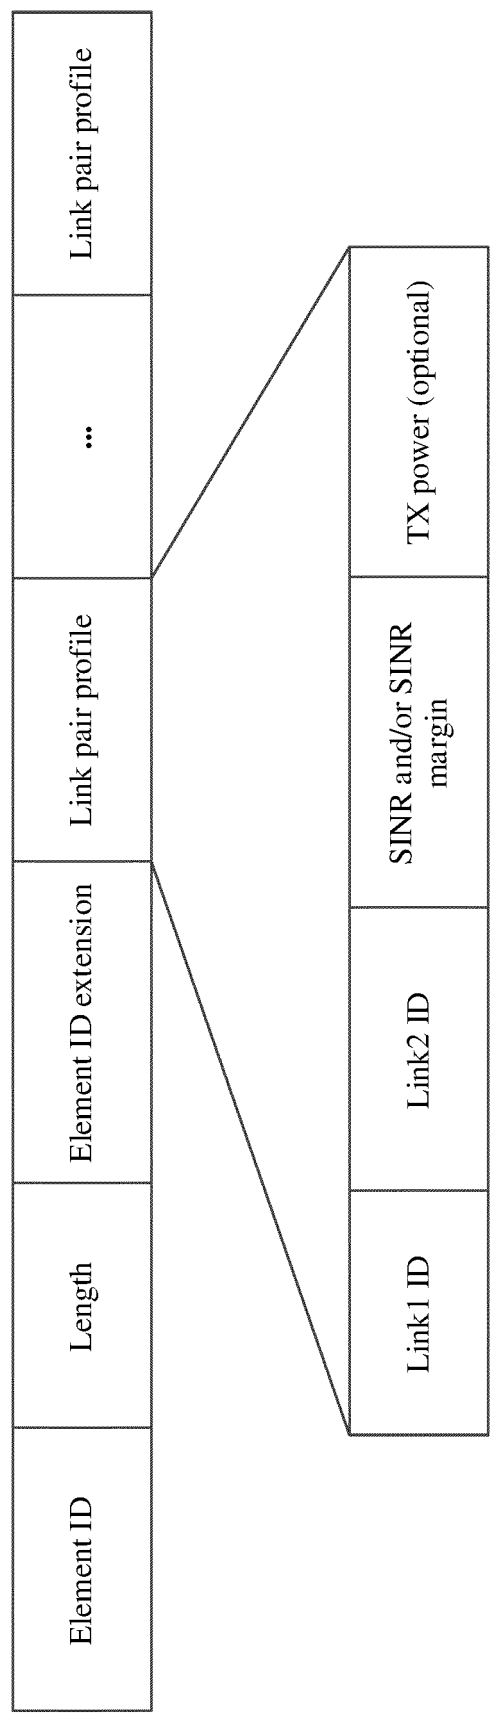 Element ID
Length
Element ID extension
Link pair profile
...
Link pair profile
Link1 ID
Link2 ID
SINR and/or SINR
margin
TX power (optional)